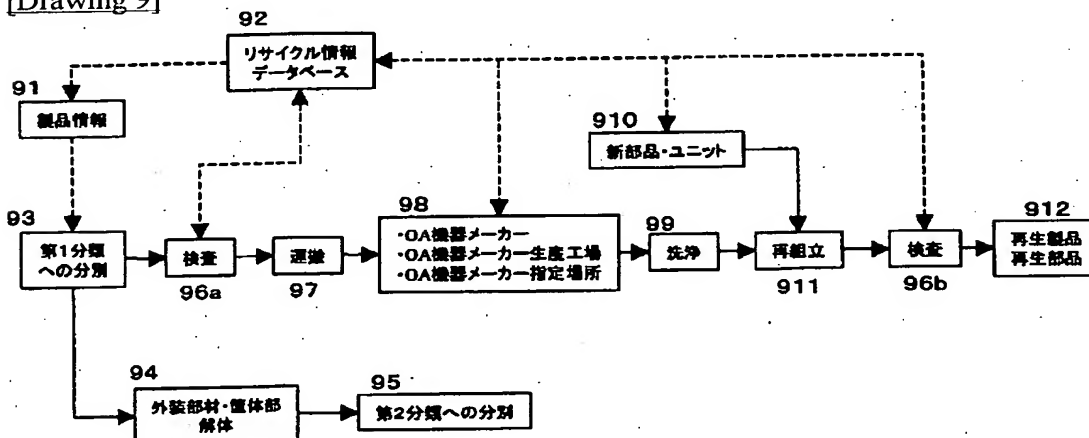 [Drawing 9]
92
リサイクル情報
データベース
91
製品情報
910
新部品・ユニット
93
第1分類
への分別
検査
96a
運搬
97
98
・OA機器メーカー
・OA機器メーカー生産工場
・OA機器メーカー指定場所
99
洗浄
再組立
911
検査
96b
912
再生製品
再生部品
94
外装部材・筐体部
解体
95
第2分類への分別